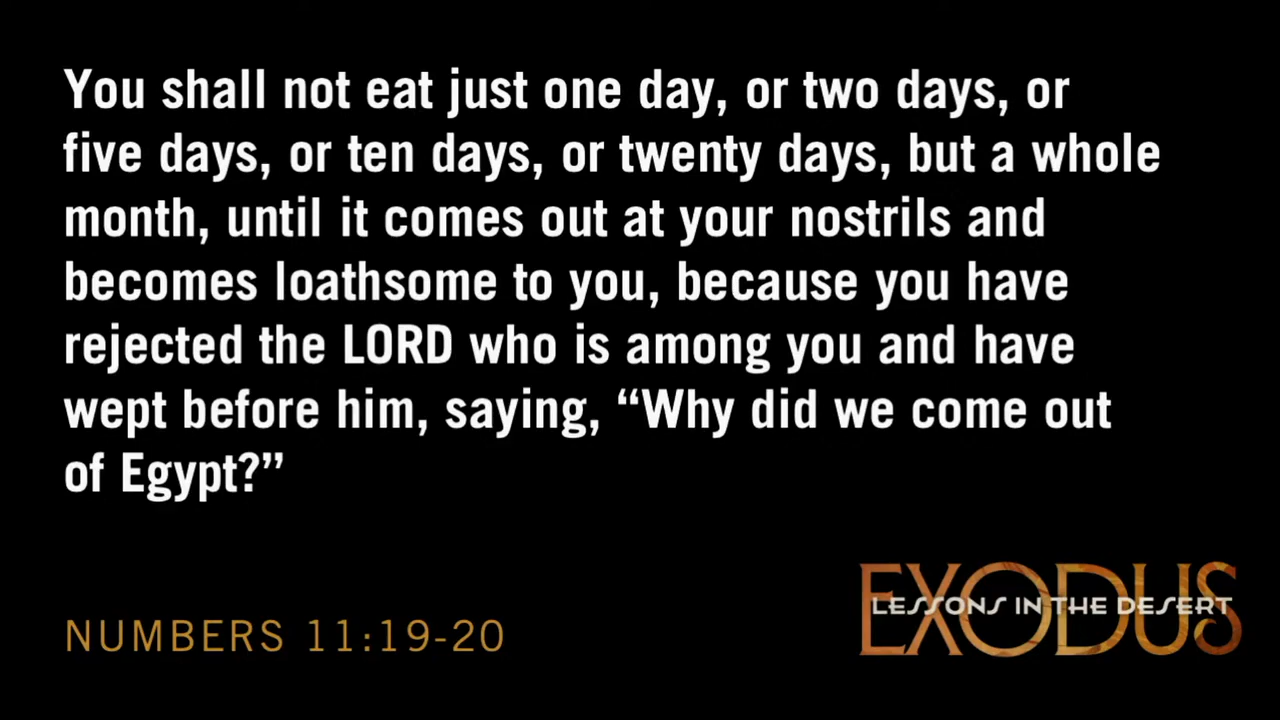 You shall not eat just one day, or two days, or
five days, or ten days, or twenty days, but a whole
month, until it comes out at your nostrils and
becomes loathsome to you, because you have
rejected the LORD who is among you and have
wept before him, saying, “Why did we come out
of Egypt?”
NUMBERS 11:19-20
EXODUS
LESSONS IN THE DESERT